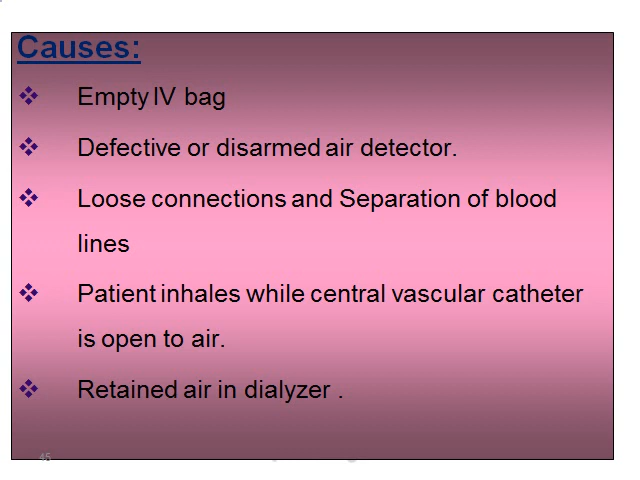 Causes:
❖ Empty IV bag
❖ Defective or disarmed air detector.
❖ Loose connections and Separation of blood
lines
❖ Patient inhales while central vascular catheter
is open to air.
❖ Retained air in dialyzer .
45